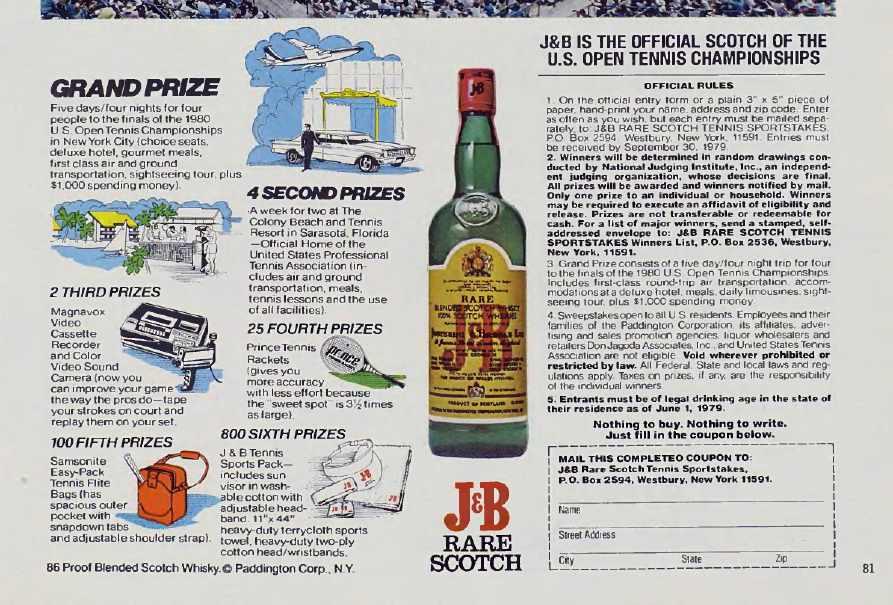 GRAND PRIZE
Five days/four nights for four
people to the finals of the 1980
U.S. Open Tennis Championships
in New York City (choice seats,
deluxe hotel, gourmet meals,
first class air and ground
transportation, sightseeing tour, plus
$1,000 spending money).
4 SECOND PRIZES
A week for two at The
Colony Beach and Tennis
Resort in Sarasota, Florida
—Official Home of the
United States Professional
Tennis Association (in-
cludes air and ground
transportation, meals,
tennis lessons and the use
of all facilities).
2 THIRD PRIZES
Magnavox
Video
Cassette
Recorder
and Color
Video Sound
Camera (now you
can improve your game
the way the pros do—tape
your strokes on court and
replay them on your set.
25 FOURTH PRIZES
Prince Tennis
Rackets
(gives you
more accuracy
with less effort because
the "sweet spot" is 3½ times
as large).
prince
100 FIFTH PRIZES
Samsonite
Easy-Pack
Tennis Elite
Bags (has
spacious outer
pocket with
snapdown tabs
and adjustable shoulder strap).
800 SIXTH PRIZES
J & B Tennis
Sports Pack—
includes sun
visor in wash-
able cotton with
adjustable head-
band. 11" x 44"
heavy-duty terrycloth sports
towel, heavy-duty two-ply
cotton head/wristbands.
86 Proof Blended Scotch Whisky. © Paddington Corp., N.Y.
J&B
RARE
BLENDED SCOTCH WHISKY
100% SCOTCH WHISKIES
J&B
PRODUCT OF SCOTLAND
J&B
RARE
SCOTCH
J&B IS THE OFFICIAL SCOTCH OF THE
U.S. OPEN TENNIS CHAMPIONSHIPS
OFFICIAL RULES
1. On the official entry form or a plain 3" x 5" piece of
paper, hand-print your name, address and zip code. Enter
as often as you wish, but each entry must be mailed sepa-
rately, to: J&B RARE SCOTCH TENNIS SPORTSTAKES,
P.O. Box 2594, Westbury, New York, 11591. Entries must
be received by September 30, 1979.
2. Winners will be determined in random drawings con-
ducted by National Judging Institute, Inc., an independ-
ent judging organization, whose decisions are final.
All prizes will be awarded and winners notified by mail.
Only one prize to an individual or household. Winners
may be required to execute an affidavit of eligibility and
release. Prizes are not transferable or redeemable for
cash. For a list of major winners, send a stamped, self-
addressed envelope to: J&B RARE SCOTCH TENNIS
SPORTSTAKES Winners List, P.O. Box 2536, Westbury,
New York, 11591.
3. Grand Prize consists of a five day/four night trip for four
to the finals of the 1980 U.S. Open Tennis Championships.
Includes first-class round-trip air transportation, accom-
modations at a deluxe hotel, meals, daily limousines, sight-
seeing tour, plus $1,000 spending money.
4. Sweepstakes open to all U.S. residents. Employees and their
families of the Paddington Corporation, its affiliates, adver-
tising and sales promotion agencies, liquor wholesalers and
retailers Don Jagoda Associates, Inc., and United States Tennis
Association are not eligible. Void wherever prohibited or
restricted by law. All Federal, State and local laws and reg-
ulations apply. Taxes on prizes, if any, are the responsibility
of the individual winners.
5. Entrants must be of legal drinking age in the state of
their residence as of June 1, 1979.
Nothing to buy. Nothing to write.
Just fill in the coupon below.
MAIL THIS COMPLETED COUPON TO:
J&B Rare Scotch Tennis Sportstakes,
P.O. Box 2594, Westbury, New York 11591.
Name
Street Address
City State Zip
81